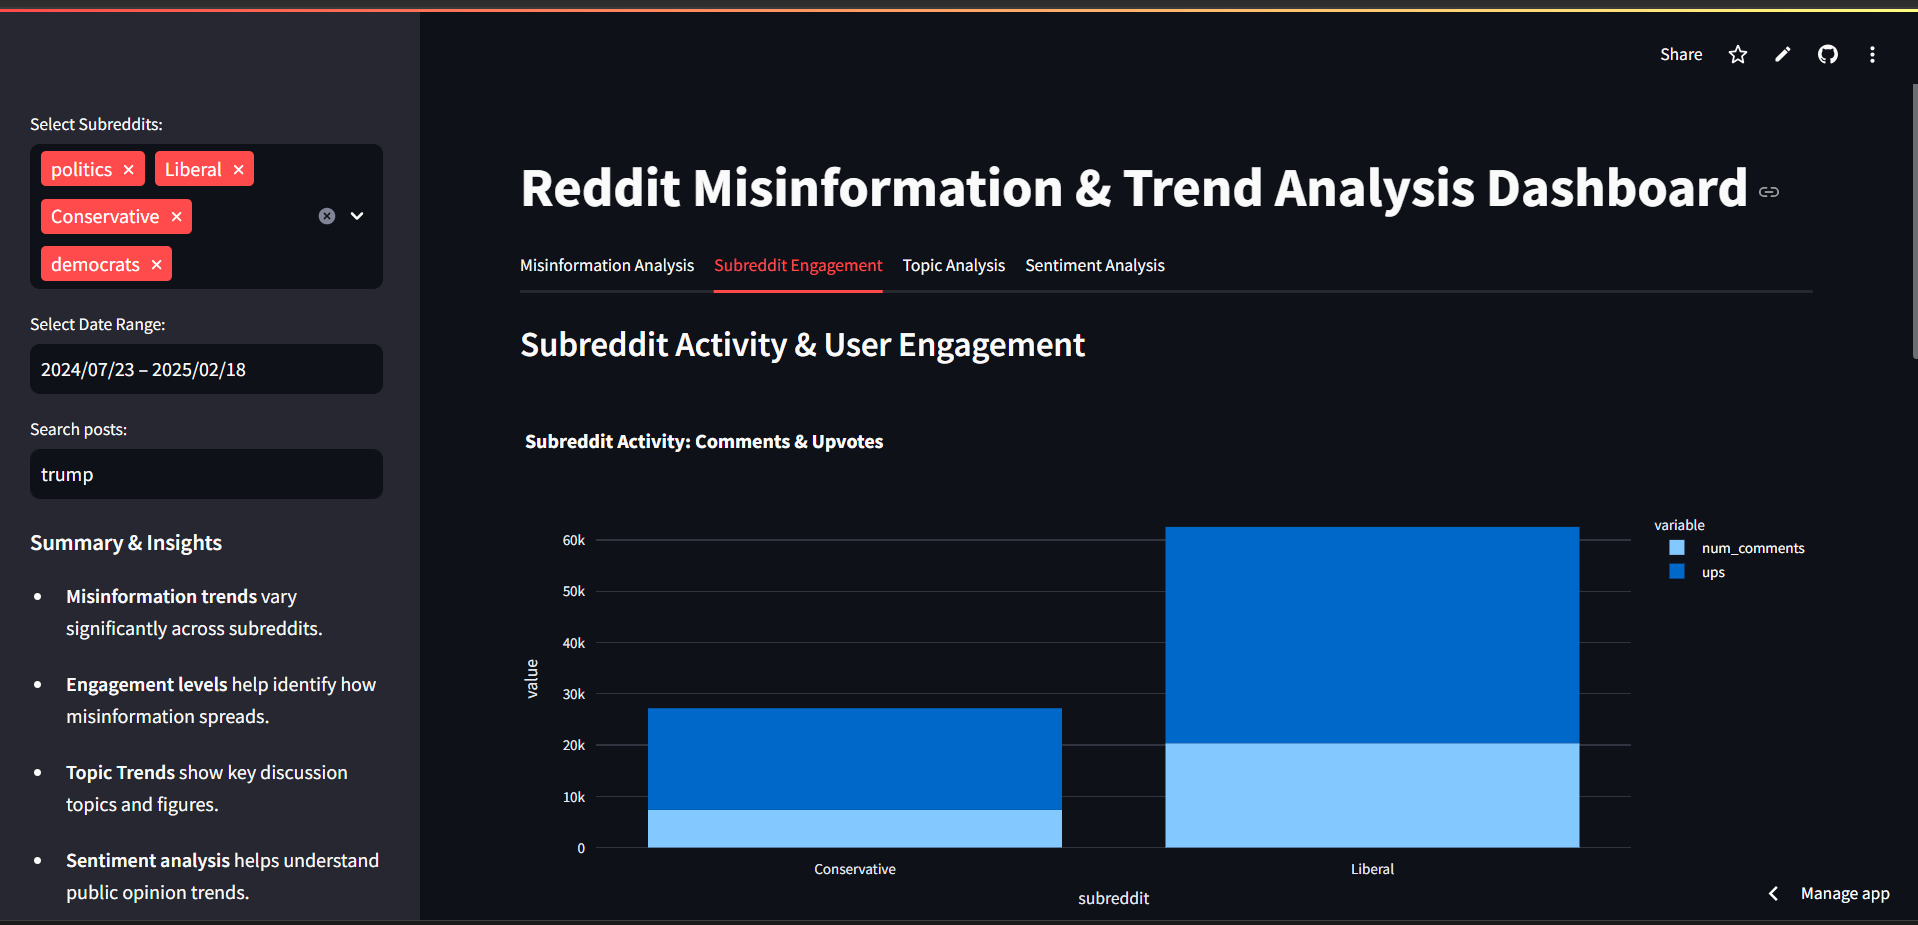 Share
Select Subreddits:
politics ×
Liberal ×
Conservative ×
democrats ×
Select Date Range:
2024/07/23 – 2025/02/18
Search posts:
trump
Summary & Insights
• Misinformation trends vary
significantly across subreddits.
• Engagement levels help identify how
misinformation spreads.
• Topic Trends show key discussion
topics and figures.
• Sentiment analysis helps understand
public opinion trends.
Reddit Misinformation & Trend Analysis Dashboard
Misinformation Analysis
Subreddit Engagement
Topic Analysis
Sentiment Analysis
Subreddit Activity & User Engagement
Subreddit Activity: Comments & Upvotes
60k
50k
40k
30k
20k
10k
0
value
Conservative
Liberal
subreddit
variable
num_comments
ups
Manage app